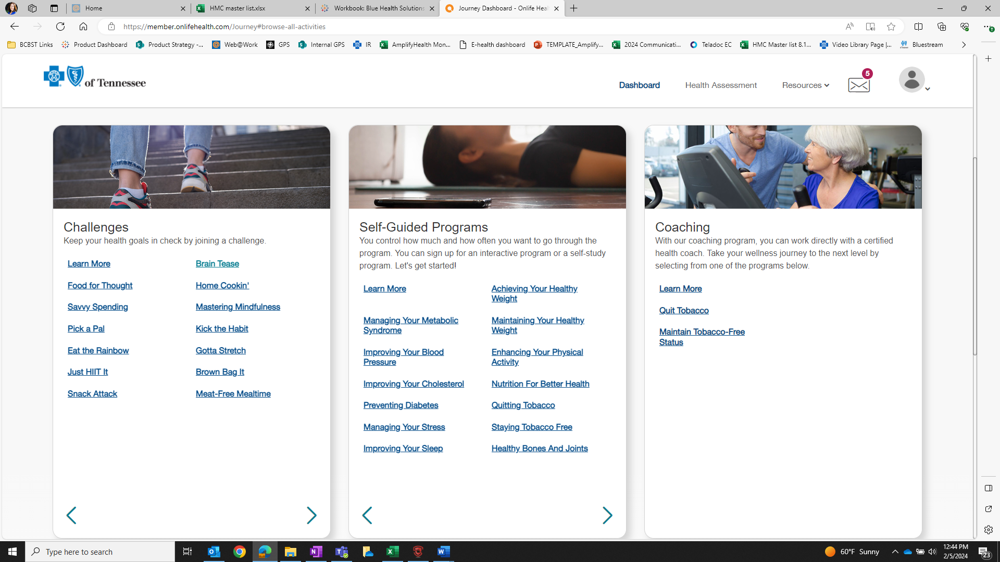 Home
HMC master list.xlsx
Workbook: Blue Health Solutions
Journey Dashboard - Onlife Heal
https://member.onlifehealth.com/Journey#browse-all-activities
BCBST Links
Product Dashboard
Product Strategy -...
Web@Work
GPS
Internal GPS
IR
AmplifyHealth Mon...
E-health dashboard
TEMPLATE_Amplify...
2024 Communicati...
Teladoc EC
HMC Master list 8.1...
Video Library Page |...
Bluestream
of Tennessee
Dashboard
Health Assessment
Resources
5
Challenges
Keep your health goals in check by joining a challenge.
Learn More
Brain Tease
Food for Thought
Home Cookin'
Savvy Spending
Mastering Mindfulness
Pick a Pal
Kick the Habit
Eat the Rainbow
Gotta Stretch
Just HIIT It
Brown Bag It
Snack Attack
Meat-Free Mealtime
Self-Guided Programs
You control how much and how often you want to go through the
program. You can sign up for an interactive program or a self-study
program. Let's get started!
Learn More
Achieving Your Healthy
Weight
Managing Your Metabolic
Syndrome
Maintaining Your Healthy
Weight
Improving Your Blood
Pressure
Enhancing Your Physical
Activity
Improving Your Cholesterol
Nutrition For Better Health
Preventing Diabetes
Quitting Tobacco
Managing Your Stress
Staying Tobacco Free
Improving Your Sleep
Healthy Bones And Joints
Coaching
With our coaching program, you can work directly with a certified
health coach. Take your wellness journey to the next level by
selecting from one of the programs below.
Learn More
Quit Tobacco
Maintain Tobacco-Free
Status
Type here to search
60°F Sunny
12:44 PM
2/5/2024
23